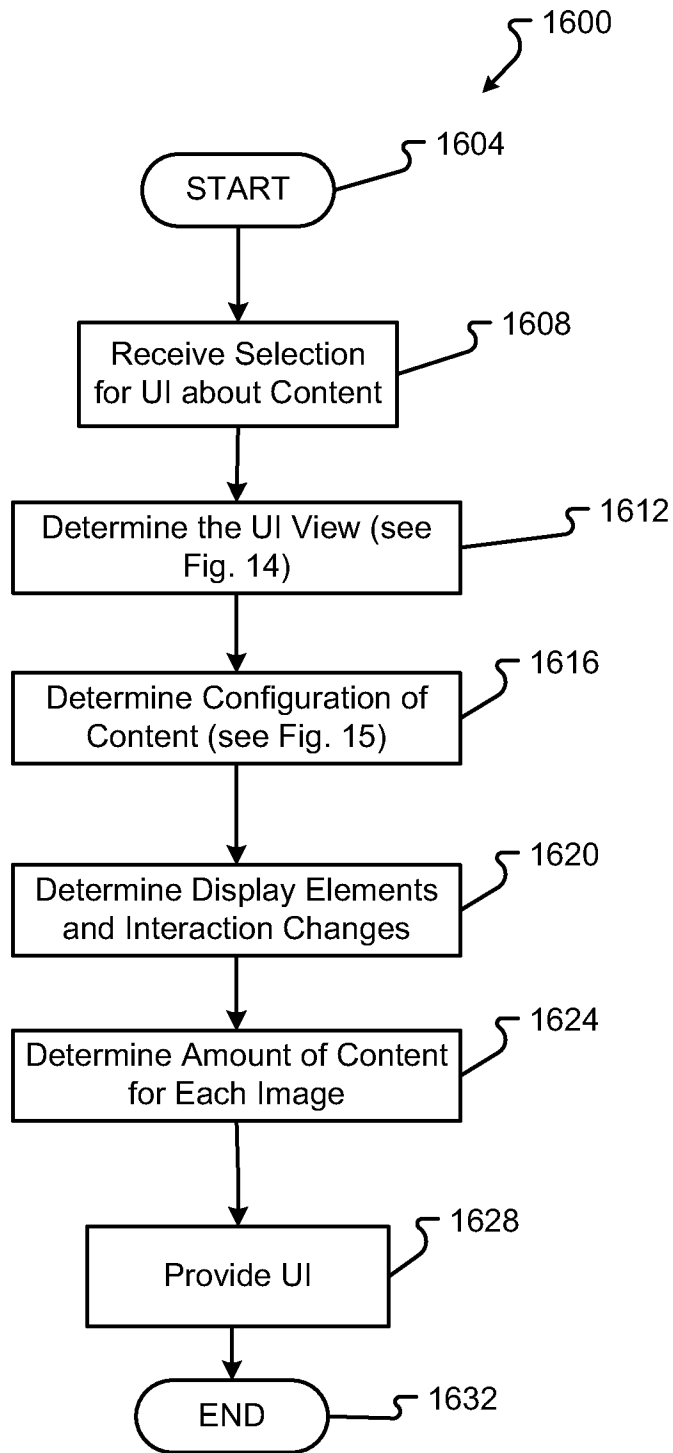 1600
1604
START
1608
Receive Selection
for UI about Content
1612
Determine the UI View (see
Fig. 14)
1616
Determine Configuration of
Content (see Fig. 15)
1620
Determine Display Elements
and Interaction Changes
1624
Determine Amount of Content
for Each Image
1628
Provide UI
1632
END